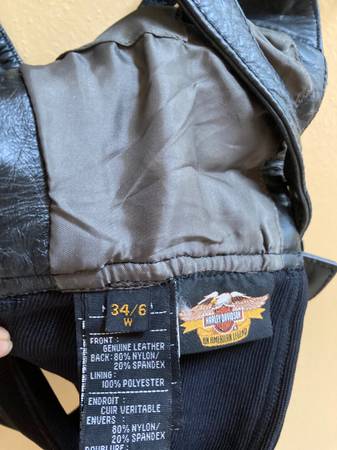 34/6
W
FRONT:
GENUINE LEATHER
BACK: 80% NYLON/
20% SPANDEX
LINING:
100% POLYESTER
ENDROIT:
CUIR VERITABLE
ENVERS:
80% NYLON/
20% SPANDEX
DOUBLURE:
HARLEY-DAVIDSON
AN AMERICAN LEGEND